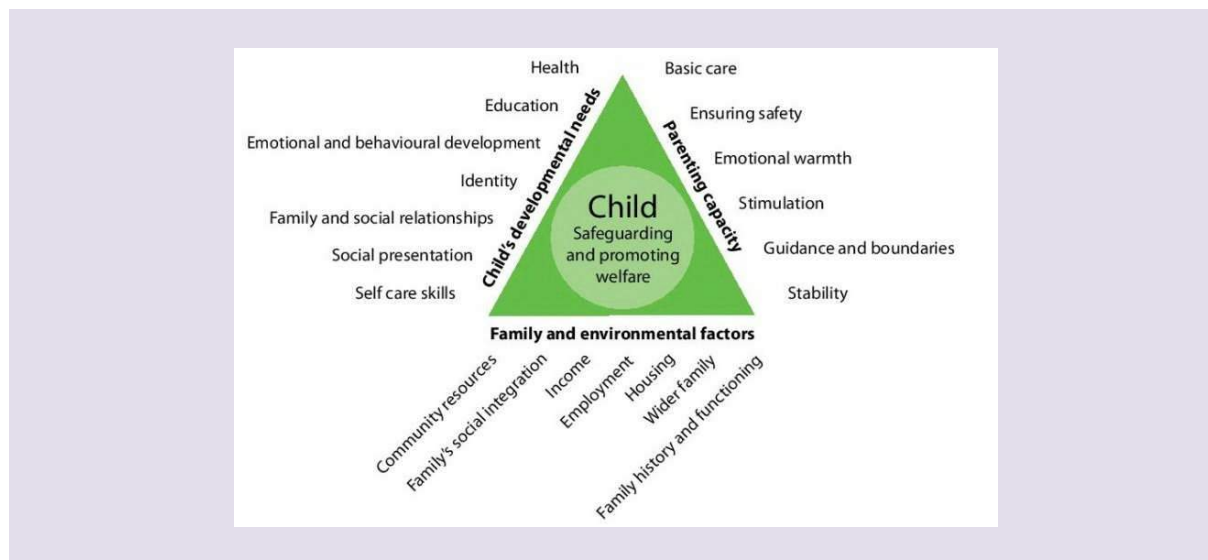 Health
Education
Emotional and behavioural development
Identity
Family and social relationships
Social presentation
Self care skills
Child's developmental needs
Basic care
Ensuring safety
Emotional warmth
Stimulation
Guidance and boundaries
Stability
Parenting capacity
Child
Safeguarding
and promoting
welfare
Family and environmental factors
Community resources
Family's social integration
Income
Employment
Housing
Wider family
Family history and functioning